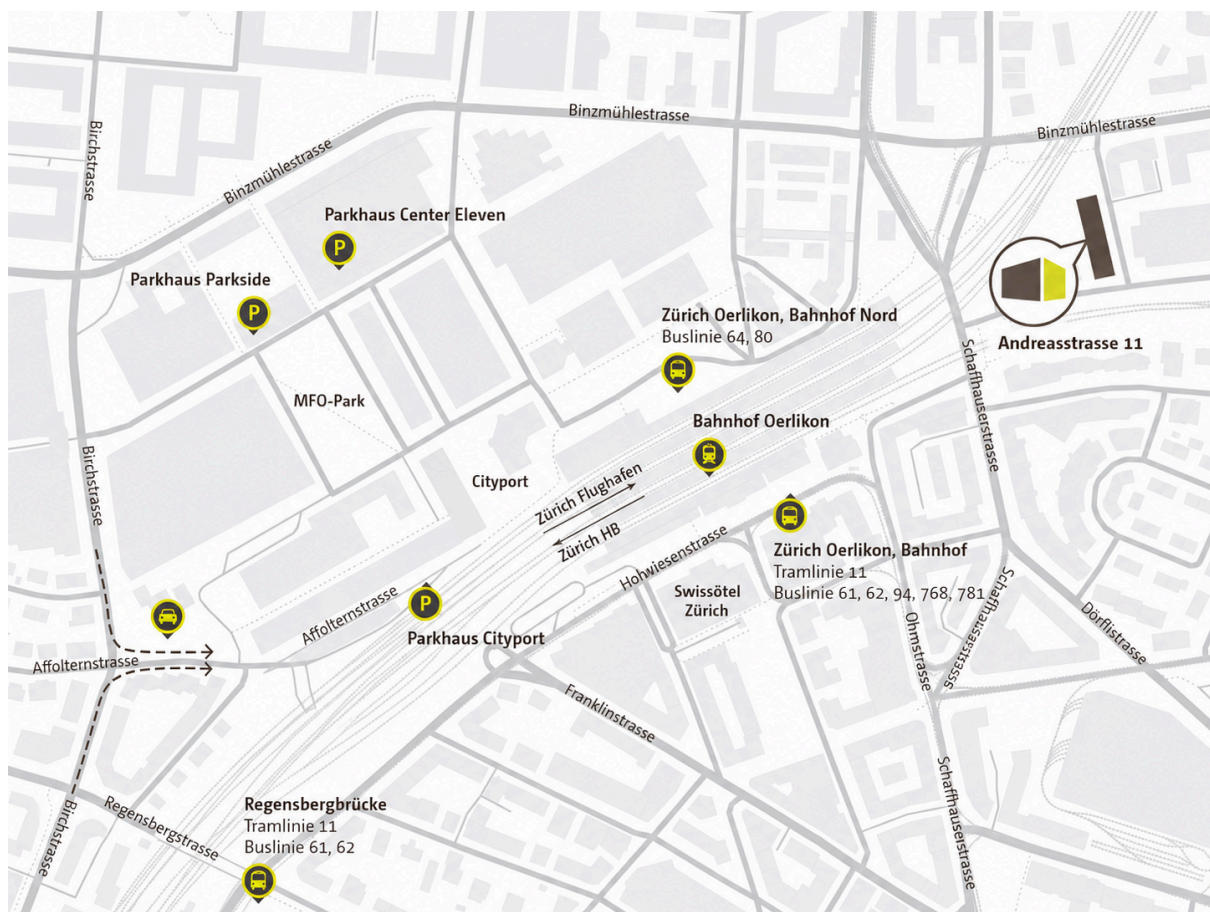 Binzmühlestrasse
Binzmühlestrasse
Birchstrasse
Binzmühlestrasse
Parkhaus Center Eleven
P
Parkhaus Parkside
P
Zürich Oerlikon, Bahnhof Nord
Buslinie 64, 80
Andreasstrasse 11
Schaffhauserstrasse
MFO-Park
Bahnhof Oerlikon
Birchstrasse
Cityport
Zürich Flughafen
Zürich HB
Hofwiesenstrasse
Zürich Oerlikon, Bahnhof
Tramlinie 11
Buslinie 61, 62, 94, 768, 781
Swissötel
Zürich
Affolternstrasse
P
Parkhaus Cityport
Schaffhauserstrasse
Dörflistrasse
Ohmstrasse
Affolternstrasse
Franklinstrasse
Schaffhauserstrasse
Birchstrasse
Regensbergstrasse
Regensbergbrücke
Tramlinie 11
Buslinie 61, 62